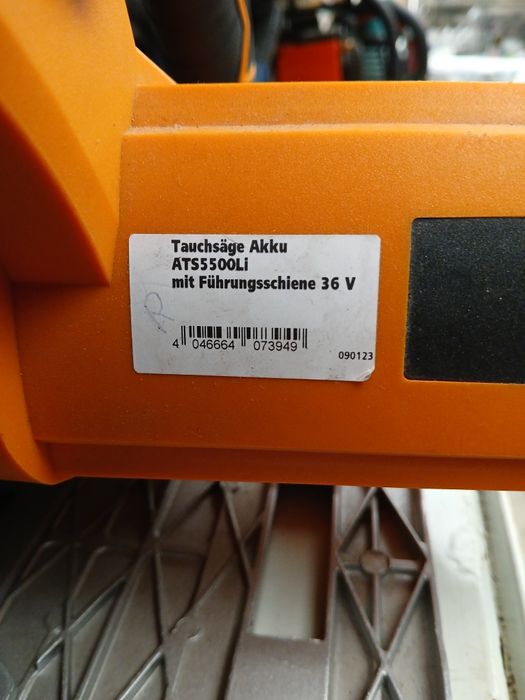 Tauchsäge Akku
ATS5500Li
mit Führungsschiene 36 V
R
4 046664 073949
090123